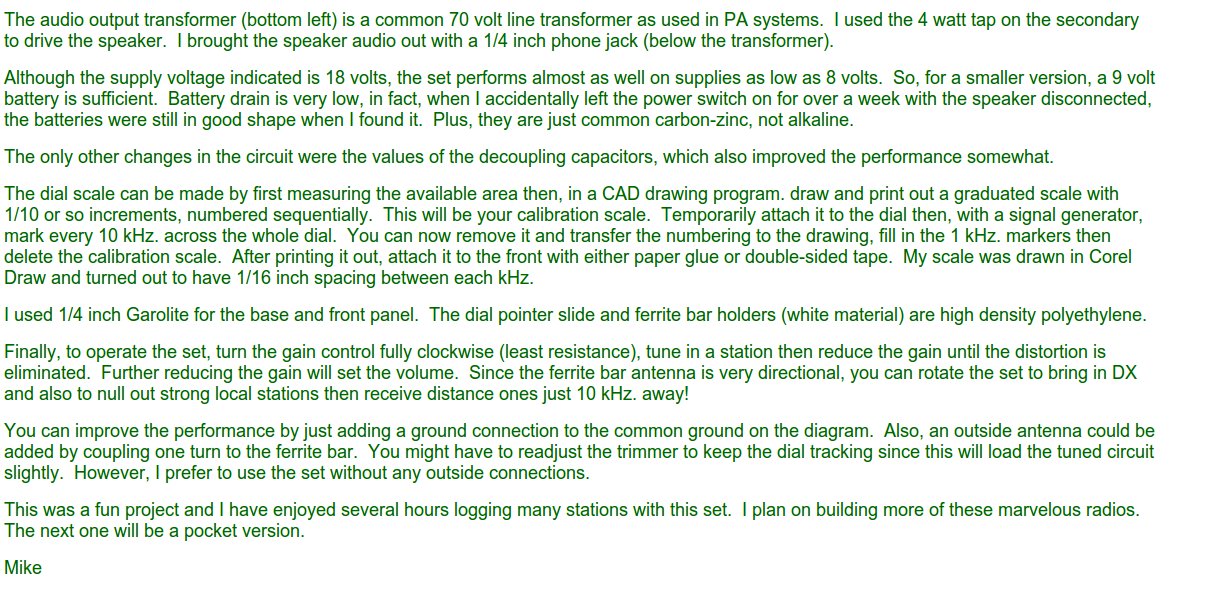 The audio output transformer (bottom left) is a common 70 volt line transformer as used in PA systems.  I used the 4 watt tap on the secondary
to drive the speaker.  I brought the speaker audio out with a 1/4 inch phone jack (below the transformer).
Although the supply voltage indicated is 18 volts, the set performs almost as well on supplies as low as 8 volts.  So, for a smaller version, a 9 volt
battery is sufficient.  Battery drain is very low, in fact, when I accidentally left the power switch on for over a week with the speaker disconnected,
the batteries were still in good shape when I found it.  Plus, they are just common carbon-zinc, not alkaline.
The only other changes in the circuit were the values of the decoupling capacitors, which also improved the performance somewhat.
The dial scale can be made by first measuring the available area then, in a CAD drawing program. draw and print out a graduated scale with
1/10 or so increments, numbered sequentially.  This will be your calibration scale.  Temporarily attach it to the dial then, with a signal generator,
mark every 10 kHz. across the whole dial.  You can now remove it and transfer the numbering to the drawing, fill in the 1 kHz. markers then
delete the calibration scale.  After printing it out, attach it to the front with either paper glue or double-sided tape.  My scale was drawn in Corel
Draw and turned out to have 1/16 inch spacing between each kHz.
I used 1/4 inch Garolite for the base and front panel.  The dial pointer slide and ferrite bar holders (white material) are high density polyethylene.
Finally, to operate the set, turn the gain control fully clockwise (least resistance), tune in a station then reduce the gain until the distortion is
eliminated.  Further reducing the gain will set the volume.  Since the ferrite bar antenna is very directional, you can rotate the set to bring in DX
and also to null out strong local stations then receive distance ones just 10 kHz. away!
You can improve the performance by just adding a ground connection to the common ground on the diagram.  Also, an outside antenna could be
added by coupling one turn to the ferrite bar.  You might have to readjust the trimmer to keep the dial tracking since this will load the tuned circuit
slightly.  However, I prefer to use the set without any outside connections.
This was a fun project and I have enjoyed several hours logging many stations with this set.  I plan on building more of these marvelous radios.
The next one will be a pocket version.
Mike